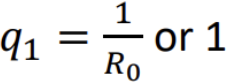 q₁ = 1/R₀ or 1